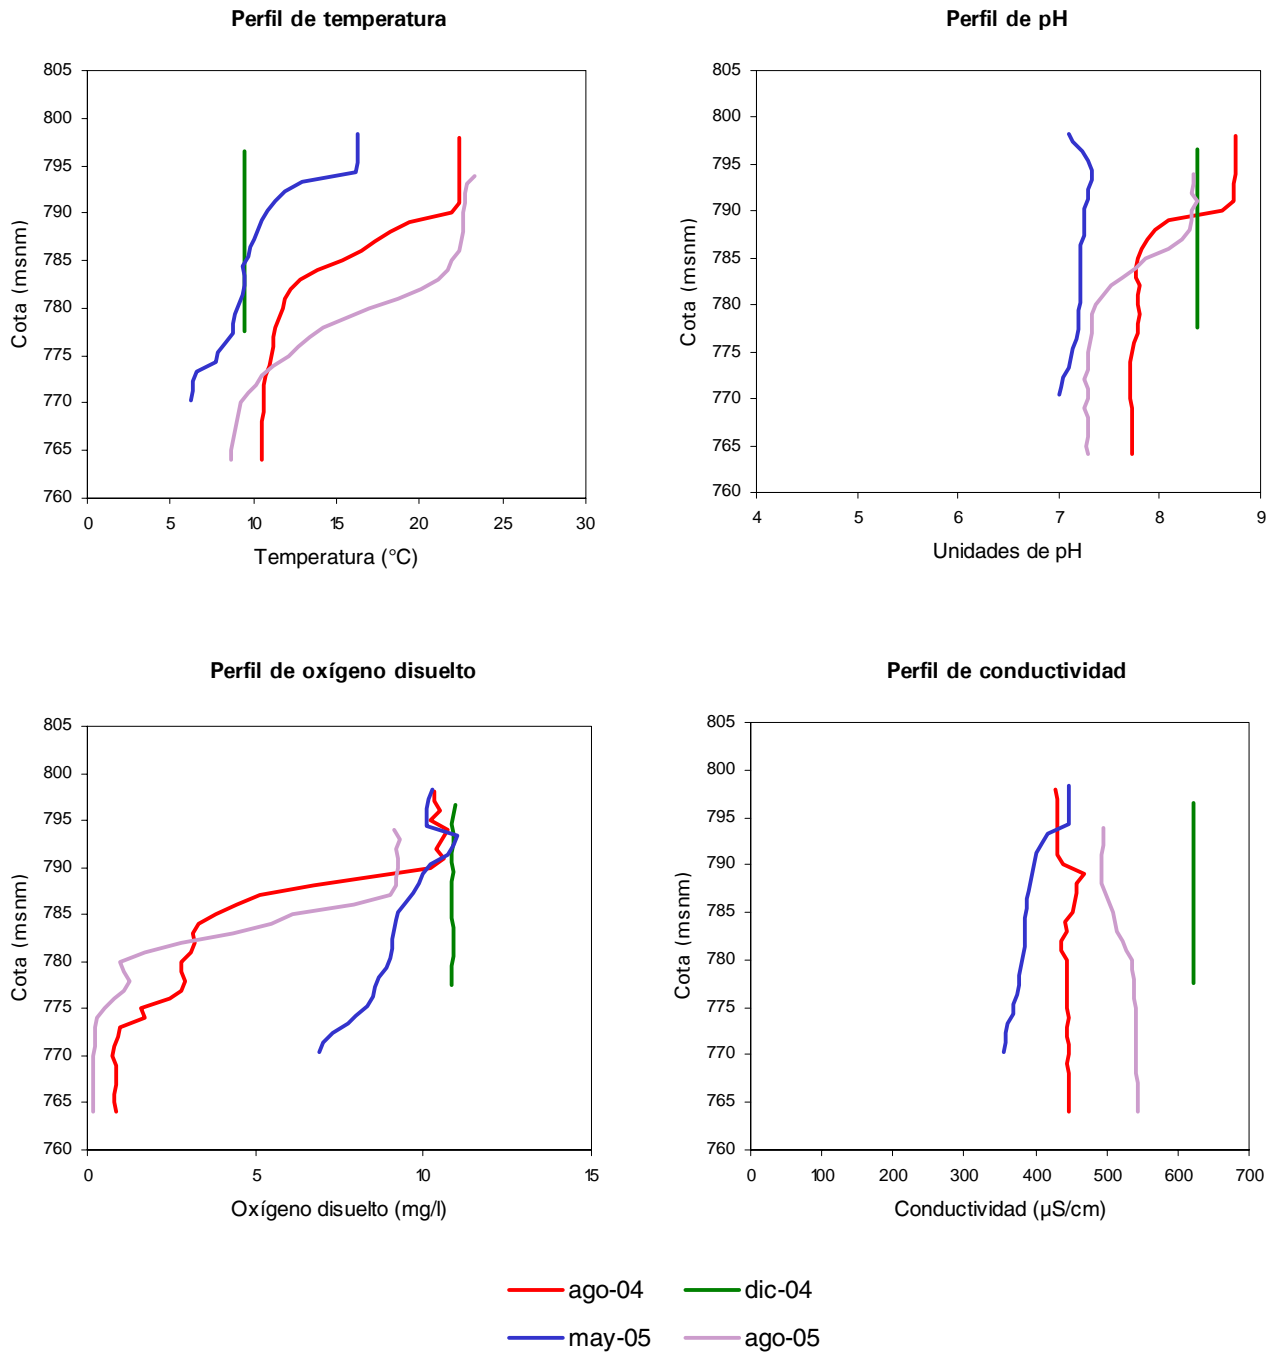 Perfil de temperatura
805
800
795
790
785
780
775
770
765
760
Cota (msnm)
0 5 10 15 20 25 30
Temperatura (°C)
Perfil de pH
805
800
795
790
785
780
775
770
765
760
Cota (msnm)
4 5 6 7 8 9
Unidades de pH
Perfil de oxígeno disuelto
805
800
795
790
785
780
775
770
765
760
Cota (msnm)
0 5 10 15
Oxígeno disuelto (mg/l)
Perfil de conductividad
805
800
795
790
785
780
775
770
765
760
Cota (msnm)
0 100 200 300 400 500 600 700
Conductividad (µS/cm)
ago-04 dic-04
may-05 ago-05